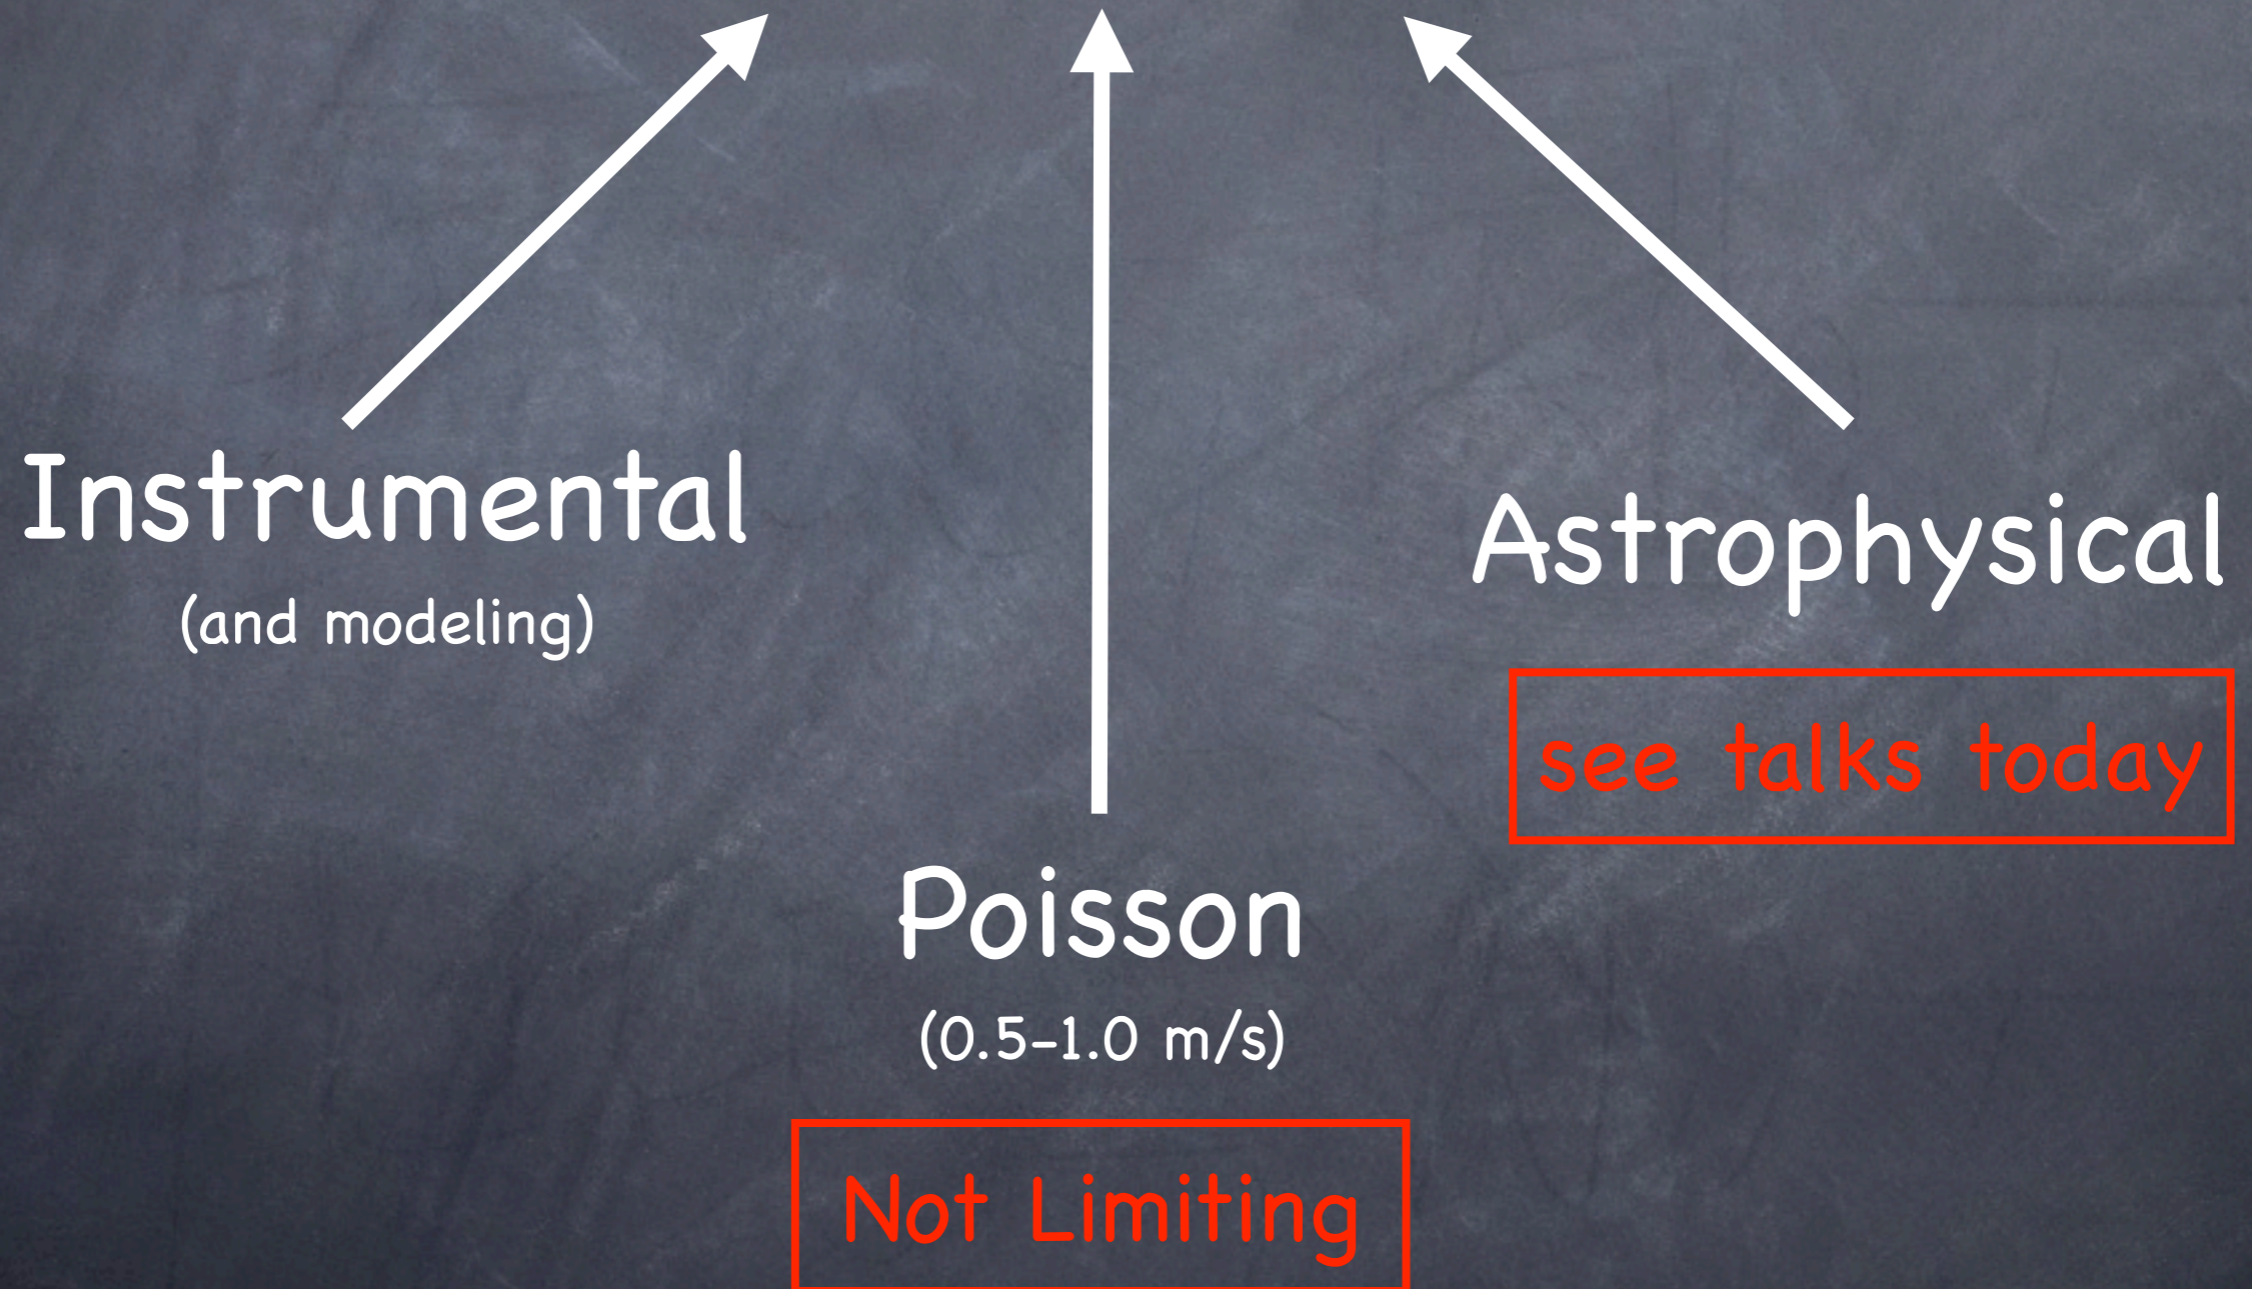 Instrumental
(and modeling)
Astrophysical
see talks today
Poisson
(0.5-1.0 m/s)
Not Limiting